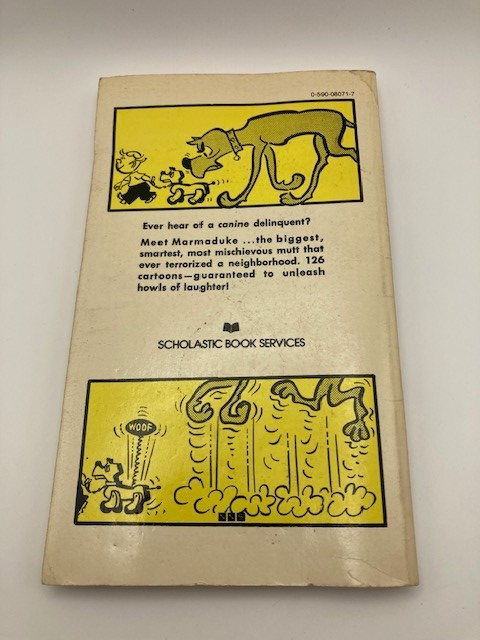 0-590-08071-7
Ever hear of a canine delinquent?
Meet Marmaduke ...the biggest,
smartest, most mischievous mutt that
ever terrorized a neighborhood. 126
cartoons—guaranteed to unleash
howls of laughter!
SCHOLASTIC BOOK SERVICES
WOOF
SBS